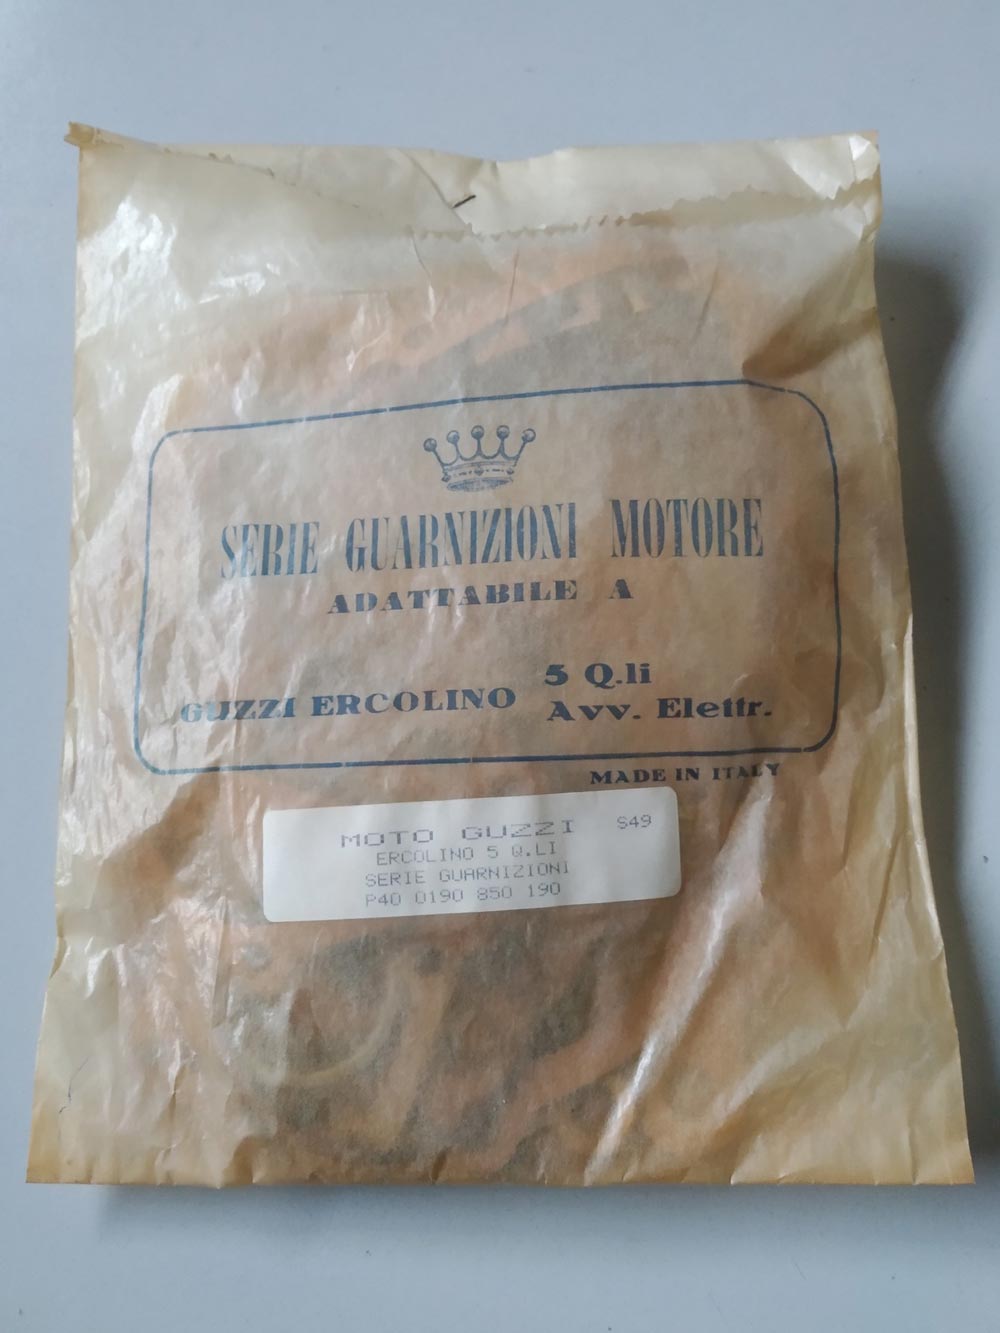 SERIE GUARNIZIONI MOTORE
ADATTABILE A
GUZZI ERCOLINO 5 Q.li
Avv. Elettr.
MADE IN ITALY
MOTO GUZZI S49
ERCOLINO 5 Q.LI
SERIE GUARNIZIONI
P40 0190 850 190